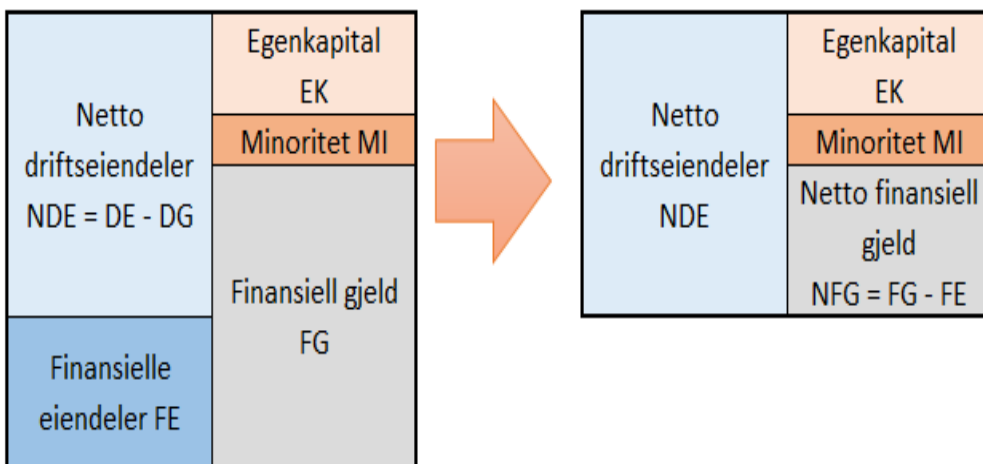 Netto
driftseiendeler
NDE = DE - DG
Finansielle
eiendeler FE
Egenkapital
EK
Minoritet MI
Finansiell gjeld
FG
Netto
driftseiendeler
NDE
Egenkapital
EK
Minoritet MI
Netto finansiell
gjeld
NFG = FG - FE